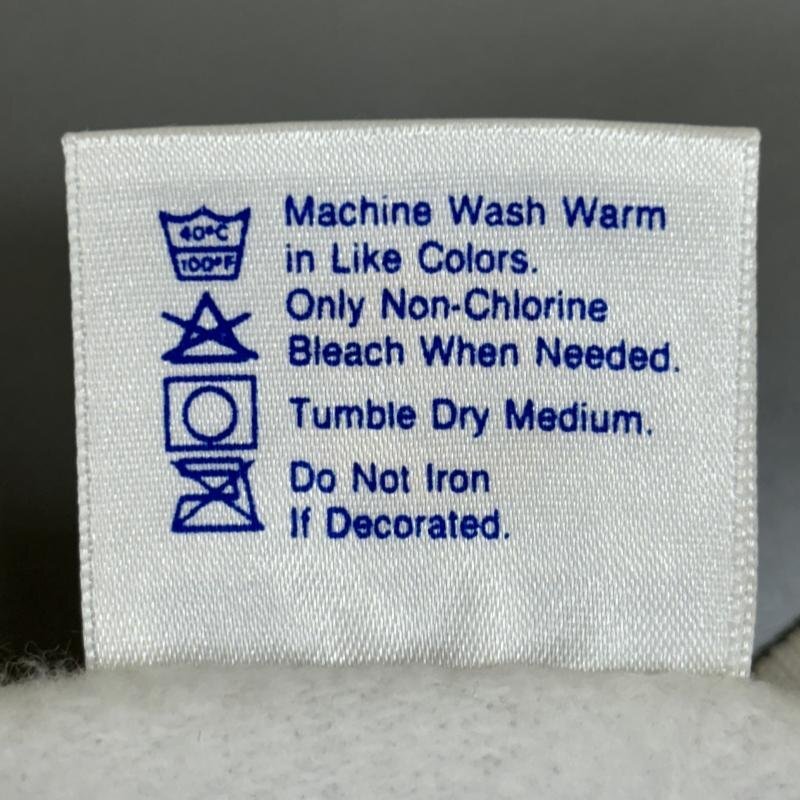 40°C
100°F
Machine Wash Warm
in Like Colors.
Only Non-Chlorine
Bleach When Needed.
Tumble Dry Medium.
Do Not Iron
If Decorated.